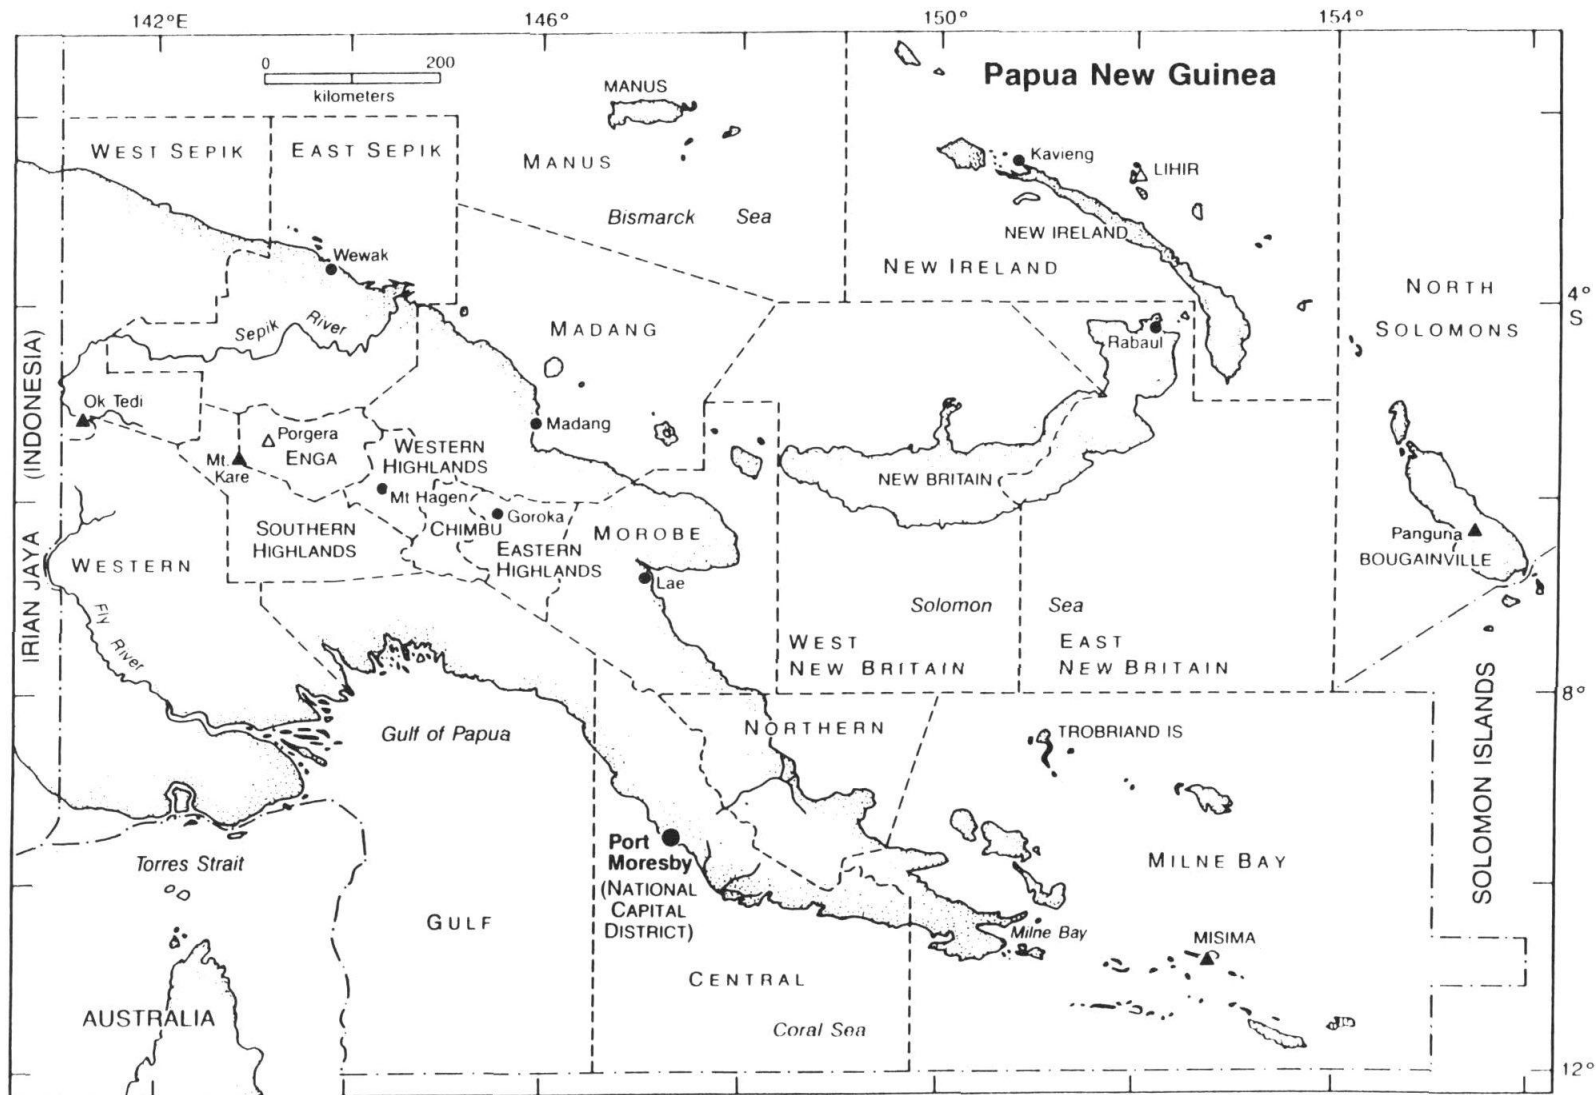 142°E
146°
150°
154°
0 200
kilometers
Papua New Guinea
MANUS
WEST SEPIK
EAST SEPIK
MANUS
Kavieng
LIHIR
Bismarck Sea
NEW IRELAND
NEW IRELAND
Wewak
NORTH
SOLOMONS
4°
S
Sepik River
MADANG
Rabaul
IRIAN JAYA (INDONESIA)
Ok Tedi
Porgera
ENGA
Mt.
Kare
WESTERN
HIGHLANDS
Madang
Mt Hagen
NEW BRITAIN
Goroka
CHIMBU
SOUTHERN
HIGHLANDS
EASTERN
HIGHLANDS
MOROBE
Lae
Panguna
BOUGAINVILLE
WESTERN
Fly River
Solomon Sea
WEST
NEW BRITAIN
EAST
NEW BRITAIN
SOLOMON ISLANDS
8°
Gulf of Papua
NORTHERN
TROBRIAND IS
Port
Moresby
(NATIONAL
CAPITAL
DISTRICT)
Torres Strait
MILNE BAY
GULF
Milne Bay
MISIMA
CENTRAL
AUSTRALIA
Coral Sea
12°